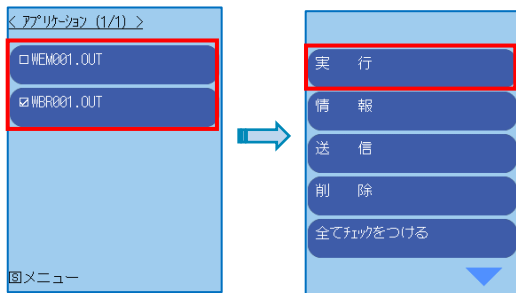 < ｱﾌﾟﾘｹｰｼｮﾝ (1/1) >
□WEM001.OUT
☑WBR001.OUT
🅂メニュー
実　行
情　報
送　信
削　除
全てﾁｪｯｸをつける